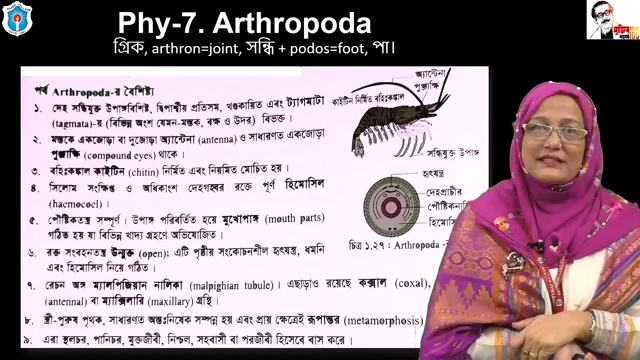 Phy-7. Arthropoda
গ্রিক, arthron=joint, সন্ধি + podos=foot, পা।
পর্ব Arthropoda-র বৈশিষ্ট্য
১. দেহ সন্ধিযুক্ত উপাঙ্গবিশিষ্ট, দ্বিপার্শ্বীয় প্রতিসম, খণ্ডকায়িত এবং ট্যাগমাটা
(tagmata)-য় (বিভিন্ন অংশ যেমন-মস্তক, বক্ষ ও উদর) বিভক্ত।
২. মস্তকে একজোড়া বা দুজোড়া অ্যান্টেনা (antenna) ও সাধারণত একজোড়া
পুঞ্জাক্ষি (compound eyes) থাকে।
৩. বহিঃকঙ্কাল কাইটিন (chitin) নির্মিত এবং নিয়মিত মোচিত হয়।
৪. সিলোম সংক্ষিপ্ত ও অধিকাংশ দেহগহ্বর রক্তে পূর্ণ হিমোসিল
(haemocoel)।
৫. পৌষ্টিকতন্ত্র সম্পূর্ণ। উপাঙ্গ পরিবর্তিত হয়ে মুখোপাঙ্গ (mouth parts)
গঠিত হয় যা বিভিন্ন খাদ্য গ্রহণে অভিযোজিত।
৬. রক্ত সংবহনতন্ত্র উন্মুক্ত (open); এটি পৃষ্ঠীয় সংকোচনশীল হৃৎযন্ত্র, ধমনি
এবং হিমোসিল নিয়ে গঠিত।
৭. রেচন অঙ্গ ম্যালপিজিয়ান নালিকা (malpighian tubule)। এছাড়াও রয়েছে কক্সাল (coxal),
(antennal) বা ম্যাক্সিলারি (maxillary) গ্রন্থি।
৮. স্ত্রী-পুরুষ পৃথক, সাধারণত অন্তঃনিষেক সম্পন্ন হয় এবং প্রায় ক্ষেত্রেই রূপান্তর (metamorphosis)
৯. এরা স্থলচর, পানিচর, মুক্তজীবী, নিশ্চল, সহবাসী বা পরজীবী হিসেবে বাস করে।
অ্যান্টেনা
পুঞ্জাক্ষি
কাইটিন নির্মিত বহিঃকঙ্কাল
সন্ধিযুক্ত উপাঙ্গ
হৃৎযন্ত্র
দেহপ্রাচীর
পৌষ্টিকনালি
হিমোসিল
চিত্র ১.২৭: Arthropoda